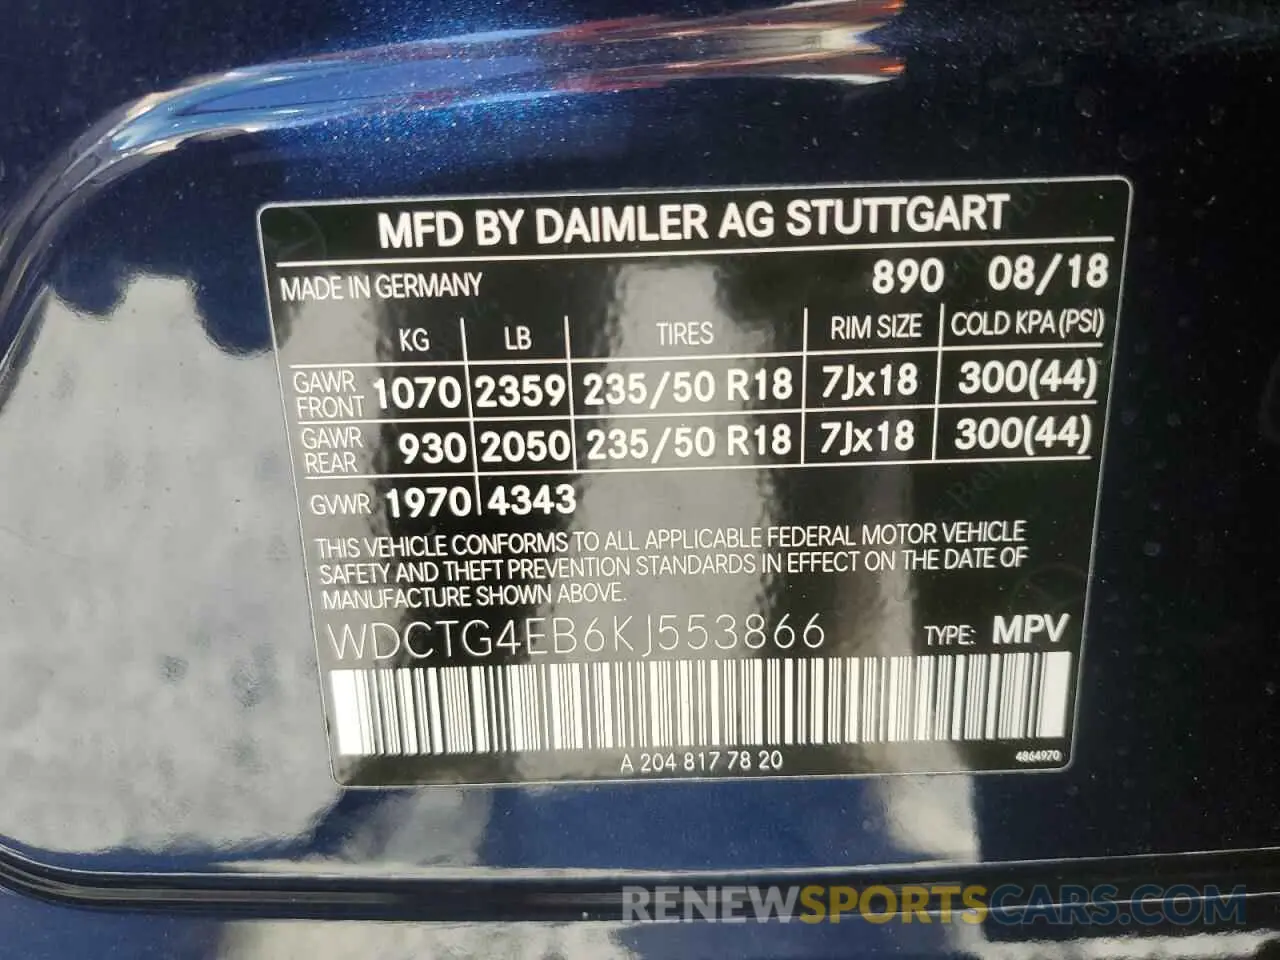 MFD BY DAIMLER AG STUTTGART
MADE IN GERMANY 890 08/18
KG LB TIRES RIM SIZE COLD KPA (PSI)
GAWR FRONT 1070 2359 235/50 R18 7Jx18 300(44)
GAWR REAR 930 2050 235/50 R18 7Jx18 300(44)
GVWR 1970 4343
THIS VEHICLE CONFORMS TO ALL APPLICABLE FEDERAL MOTOR VEHICLE
SAFETY AND THEFT PREVENTION STANDARDS IN EFFECT ON THE DATE OF
MANUFACTURE SHOWN ABOVE.
WDCTG4EB6KJ553866 TYPE: MPV
A 204 817 78 20 4864970
RENEWSPORTSCARS.COM